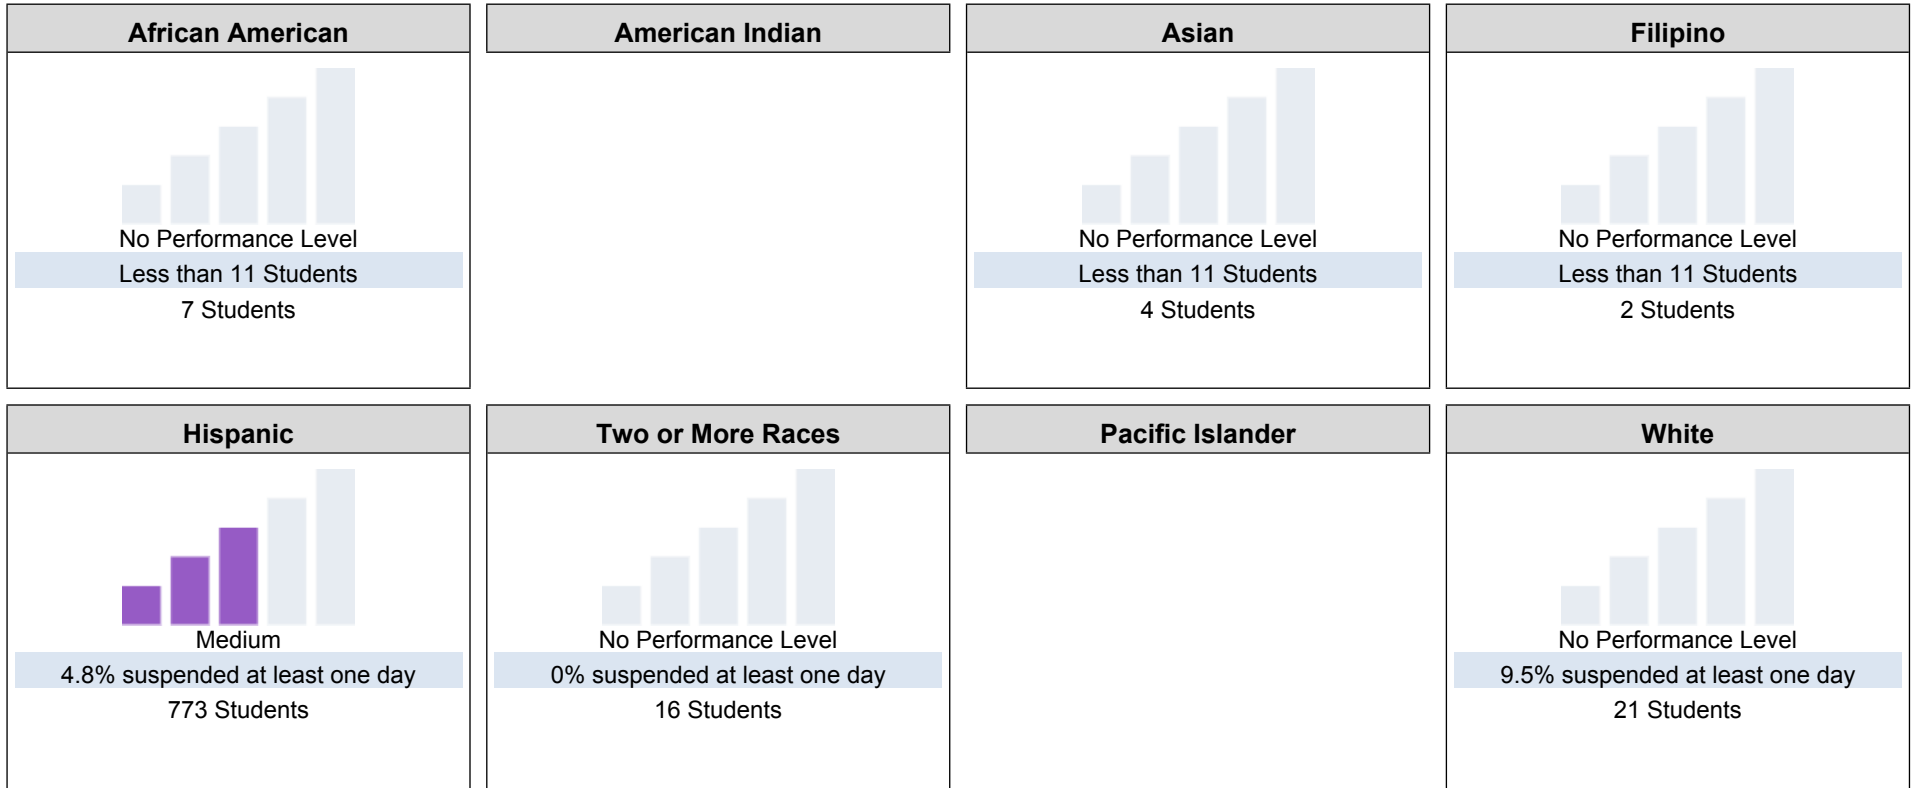 African American
No Performance Level
Less than 11 Students
7 Students
American Indian
Asian
No Performance Level
Less than 11 Students
4 Students
Filipino
No Performance Level
Less than 11 Students
2 Students
Hispanic
Medium
4.8% suspended at least one day
773 Students
Two or More Races
No Performance Level
0% suspended at least one day
16 Students
Pacific Islander
White
No Performance Level
9.5% suspended at least one day
21 Students